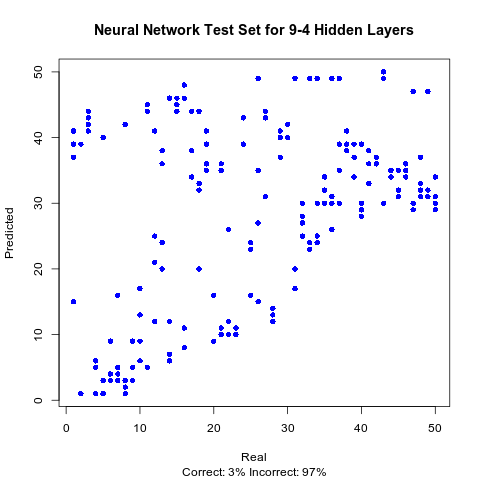 Neural Network Test Set for 9-4 Hidden Layers
Predicted
50
40
30
20
10
0
0 10 20 30 40 50
Real
Correct: 3% Incorrect: 97%